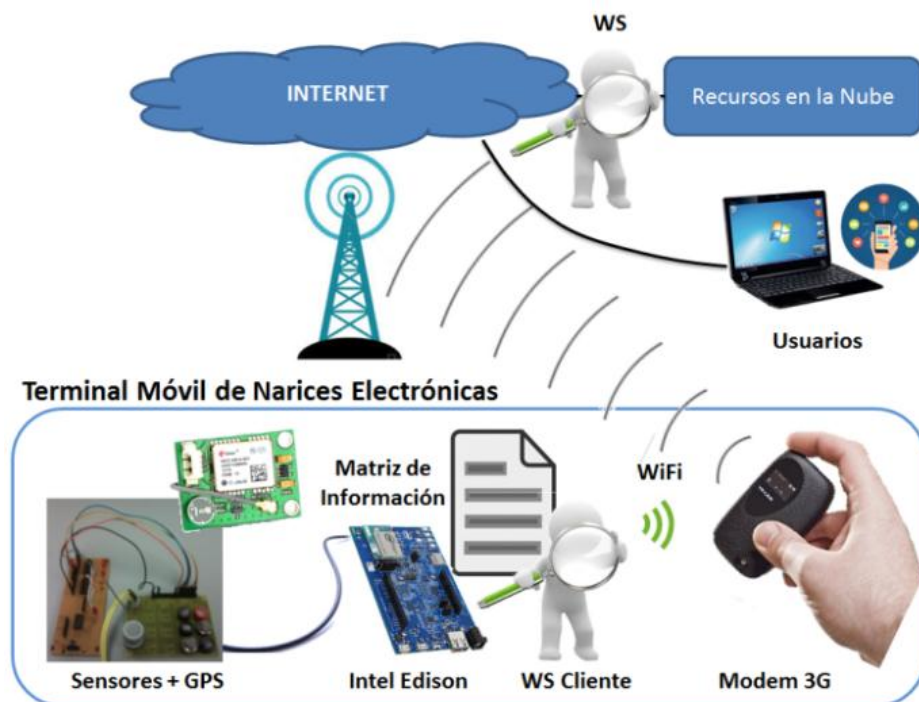 WS
INTERNET
Recursos en la Nube
Usuarios
Terminal Móvil de Narices Electrónicas
Matriz de
Información
WiFi
Sensores + GPS
Intel Edison
WS Cliente
Modem 3G